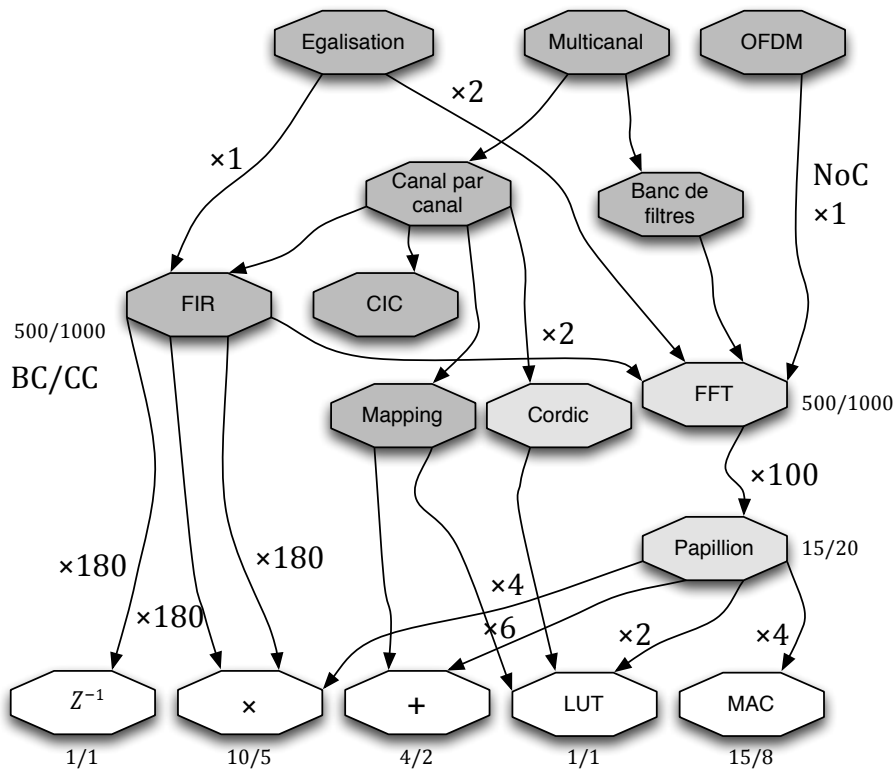 Egalisation
Multicanal
OFDM
×2
×1
Canal par
canal
Banc de
filtres
NoC
×1
FIR
CIC
500/1000
BC/CC
×2
Mapping
Cordic
FFT
500/1000
×100
Papillion
15/20
×180
×180
×180
×4
×6
×2
×4
Z⁻¹
×
+
LUT
MAC
1/1
10/5
4/2
1/1
15/8